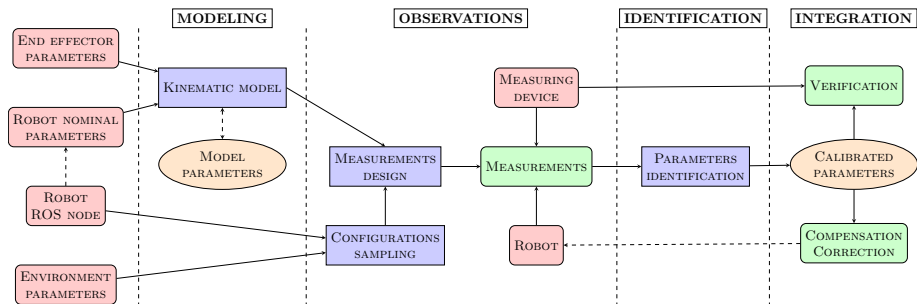 MODELING
OBSERVATIONS
IDENTIFICATION
INTEGRATION
END EFFECTOR
PARAMETERS
KINEMATIC MODEL
MEASURING
DEVICE
VERIFICATION
ROBOT NOMINAL
PARAMETERS
MODEL
PARAMETERS
MEASUREMENTS
DESIGN
MEASUREMENTS
PARAMETERS
IDENTIFICATION
CALIBRATED
PARAMETERS
ROBOT
ROS NODE
CONFIGURATIONS
SAMPLING
ROBOT
COMPENSATION
CORRECTION
ENVIRONMENT
PARAMETERS